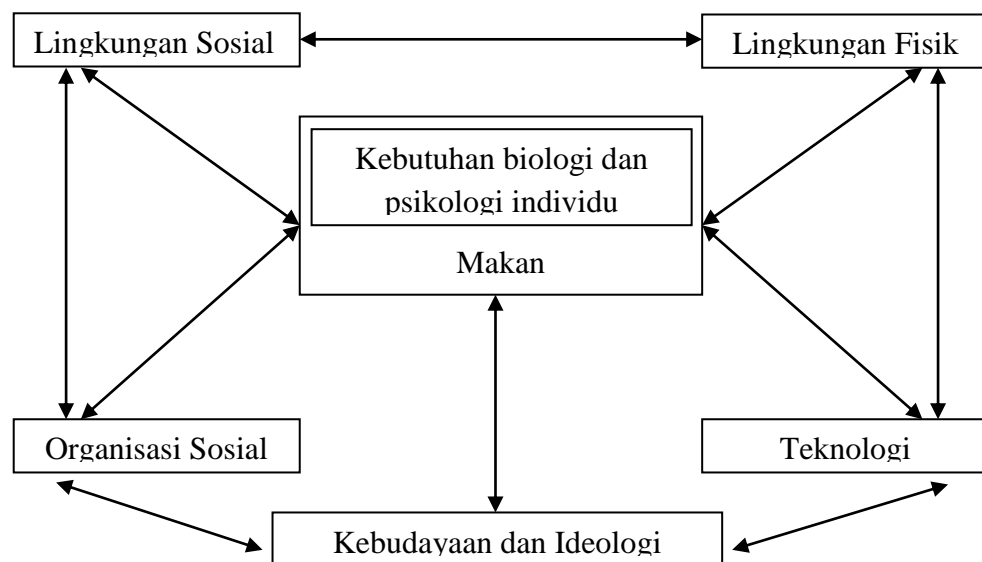 Lingkungan Sosial
Lingkungan Fisik
Kebutuhan biologi dan
psikologi individu
Makan
Organisasi Sosial
Teknologi
Kebudayaan dan Ideologi